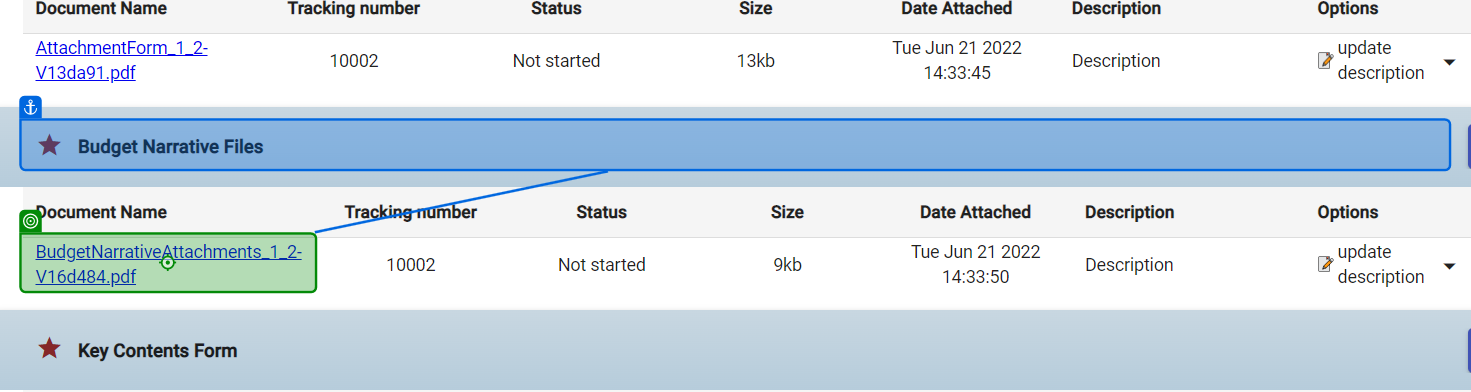 Document Name Tracking number Status Size Date Attached Description Options
AttachmentForm_1_2-V13da91.pdf 10002 Not started 13kb Tue Jun 21 2022 14:33:45 Description update description
Budget Narrative Files
Document Name Tracking number Status Size Date Attached Description Options
BudgetNarrativeAttachments_1_2-V16d484.pdf 10002 Not started 9kb Tue Jun 21 2022 14:33:50 Description update description
Key Contents Form